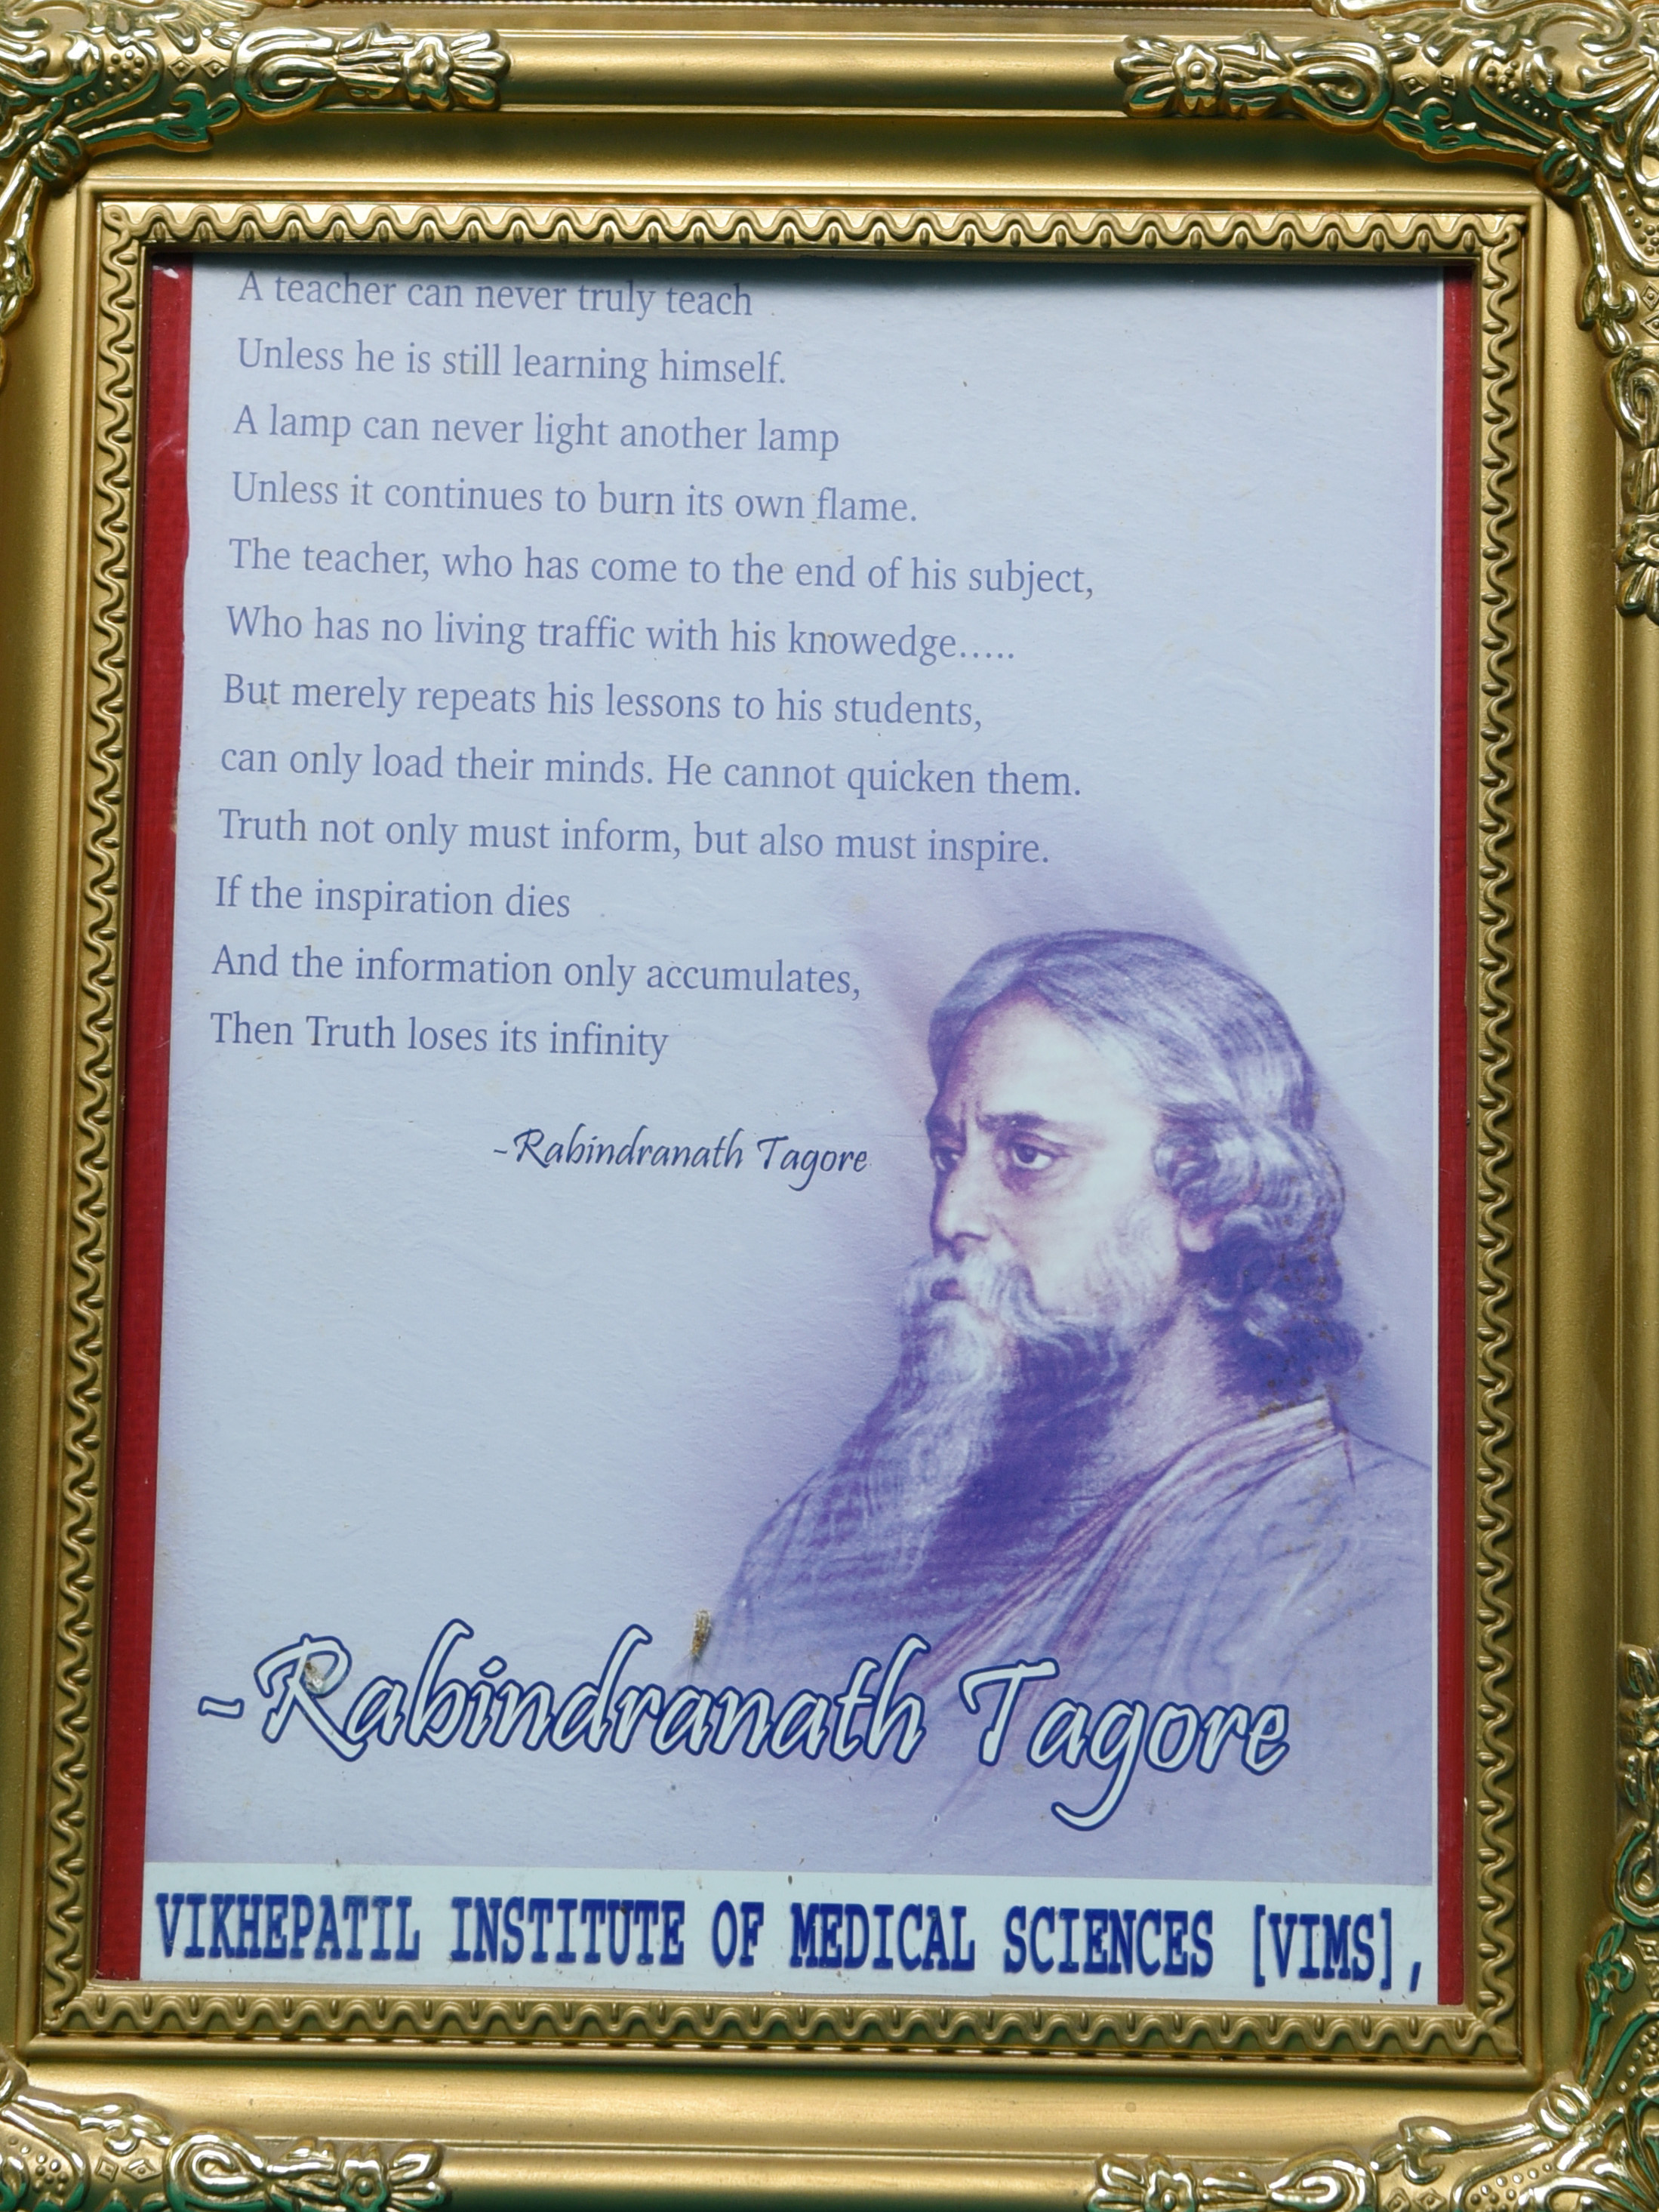 A teacher can never truly teach
Unless he is still learning himself.
A lamp can never light another lamp
Unless it continues to burn its own flame.
The teacher, who has come to the end of his subject,
Who has no living traffic with his knowedge.....
But merely repeats his lessons to his students,
can only load their minds. He cannot quicken them.
Truth not only must inform, but also must inspire.
If the inspiration dies
And the information only accumulates,
Then Truth loses its infinity
-Rabindranath Tagore
-Rabindranath Tagore
VIKHEPATIL INSTITUTE OF MEDICAL SCIENCES [VIMS],